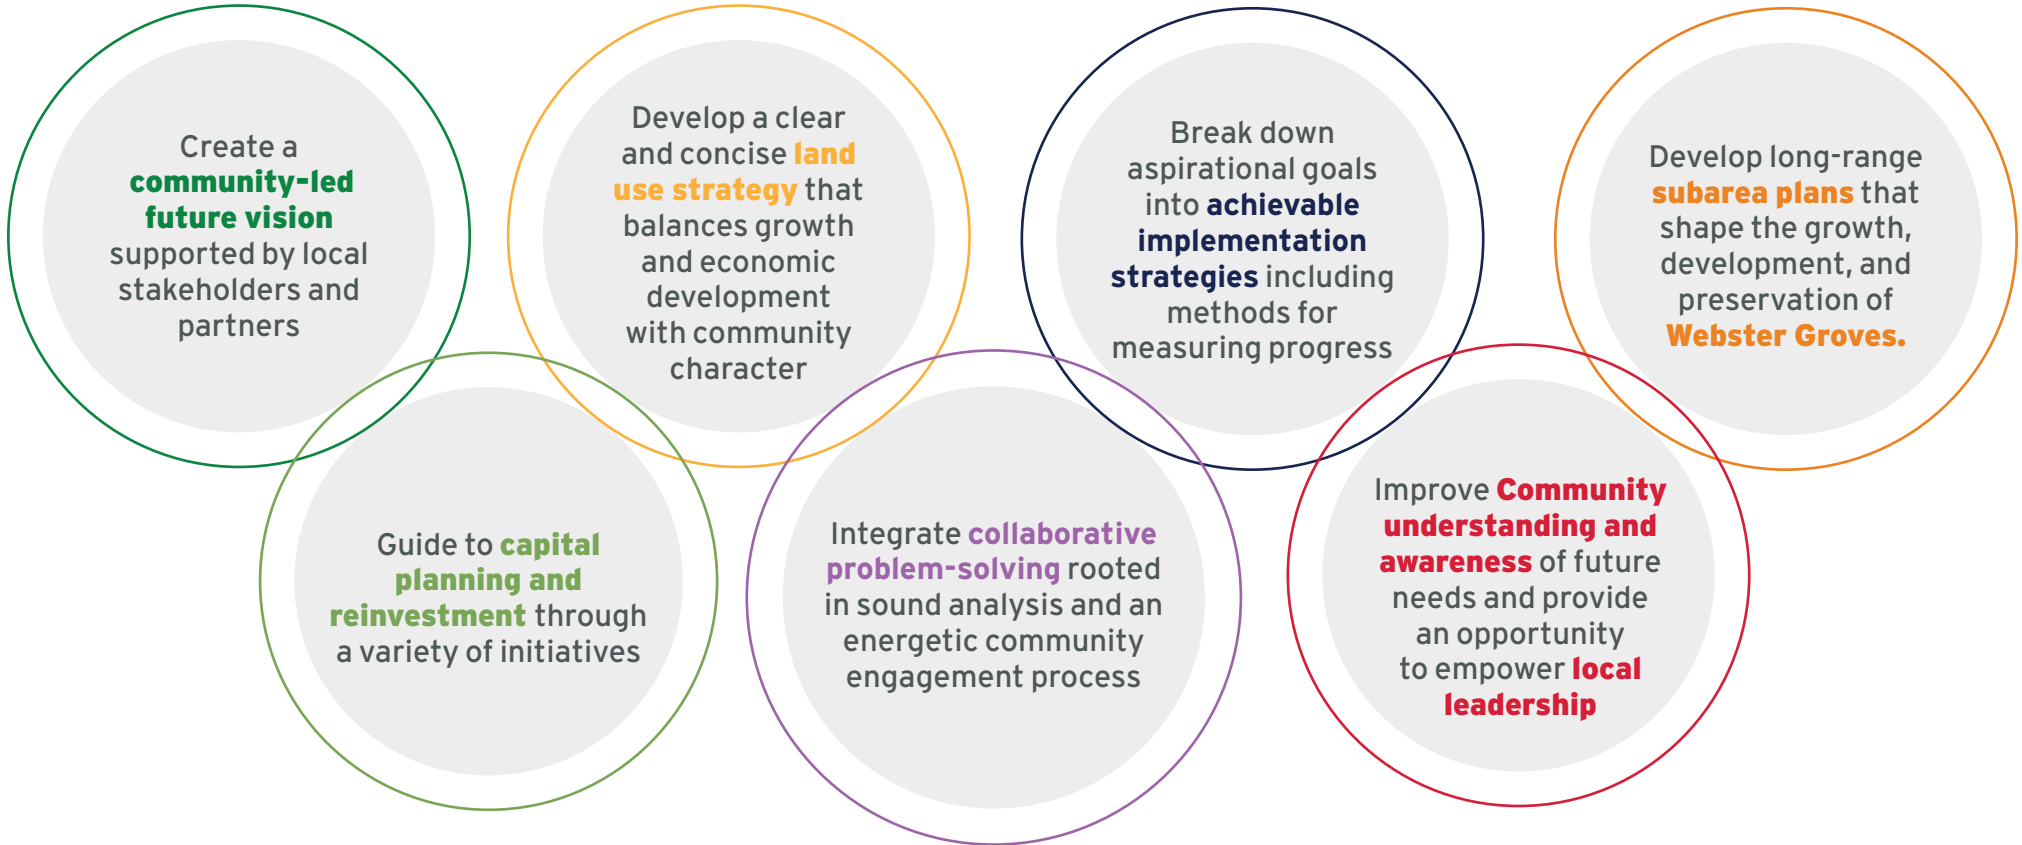 Create a
community-led
future vision
supported by local
stakeholders and
partners
Guide to capital
planning and
reinvestment through
a variety of initiatives
Develop a clear
and concise land
use strategy that
balances growth
and economic
development
with community
character
Integrate collaborative
problem-solving rooted
in sound analysis and an
energetic community
engagement process
Break down
aspirational goals
into achievable
implementation
strategies including
methods for
measuring progress
Improve Community
understanding and
awareness of future
needs and provide
an opportunity
to empower local
leadership
Develop long-range
subarea plans that
shape the growth,
development, and
preservation of
Webster Groves.